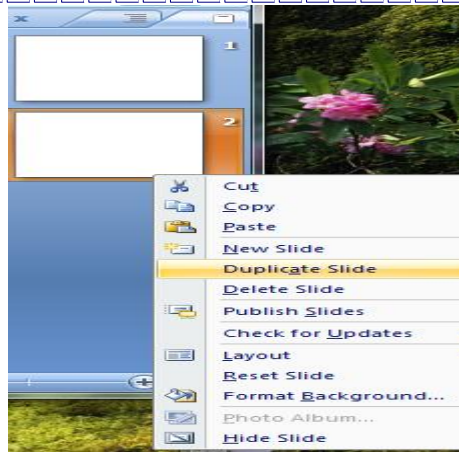 1
2
Cut
Copy
Paste
New Slide
Duplicate Slide
Delete Slide
Publish Slides
Check for Updates
Layout
Reset Slide
Format Background...
Photo Album...
Hide Slide